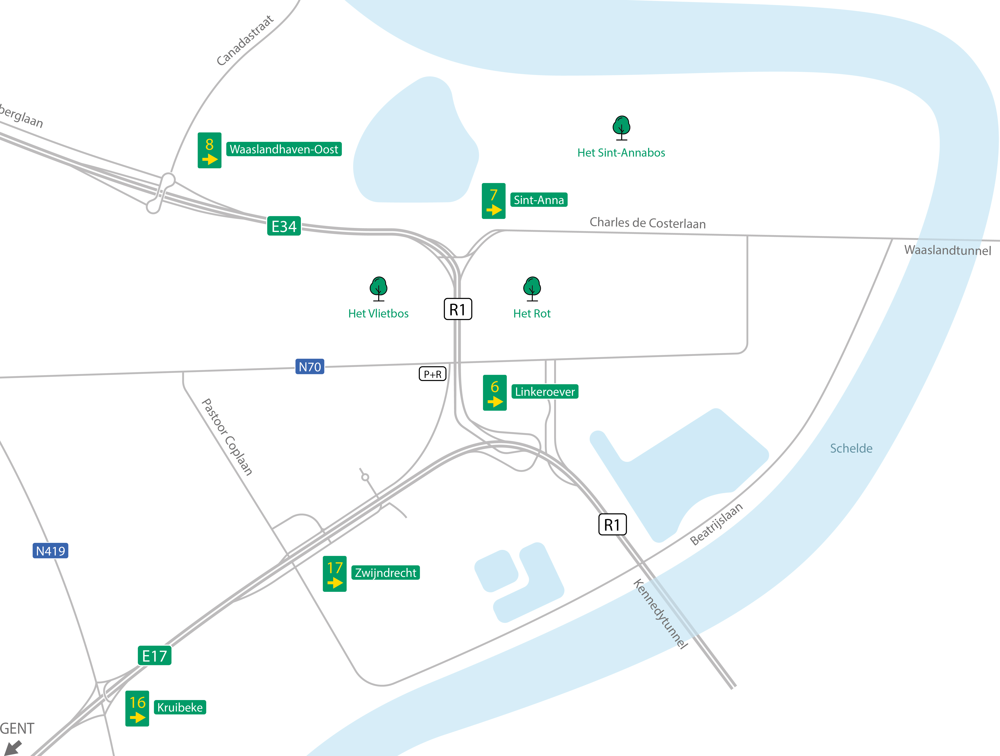 Canadastraat
berglaan
8
Waaslandhaven-Oost
Het Sint-Annabos
7
Sint-Anna
E34
Charles de Costerlaan
Waaslandtunnel
Het Vlietbos
R1
Het Rot
N70
P+R
6
Linkeroever
Pastoor Coplaan
Schelde
R1
Beatrijslaan
N419
17
Zwijndrecht
Kennedytunnel
E17
16
Kruibeke
GENT